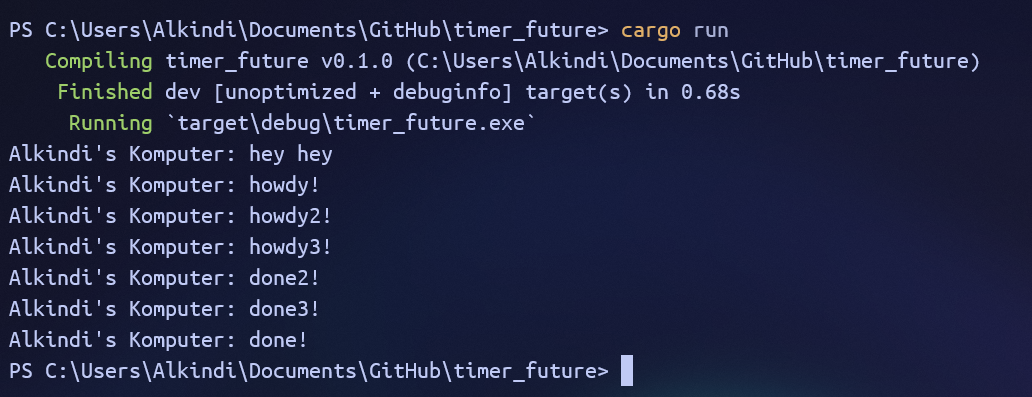 PS C:\Users\Alkindi\Documents\GitHub\timer_future> cargo run
   Compiling timer_future v0.1.0 (C:\Users\Alkindi\Documents\GitHub\timer_future)
    Finished dev [unoptimized + debuginfo] target(s) in 0.68s
     Running `target\debug\timer_future.exe`
Alkindi's Komputer: hey hey
Alkindi's Komputer: howdy!
Alkindi's Komputer: howdy2!
Alkindi's Komputer: howdy3!
Alkindi's Komputer: done2!
Alkindi's Komputer: done3!
Alkindi's Komputer: done!
PS C:\Users\Alkindi\Documents\GitHub\timer_future>